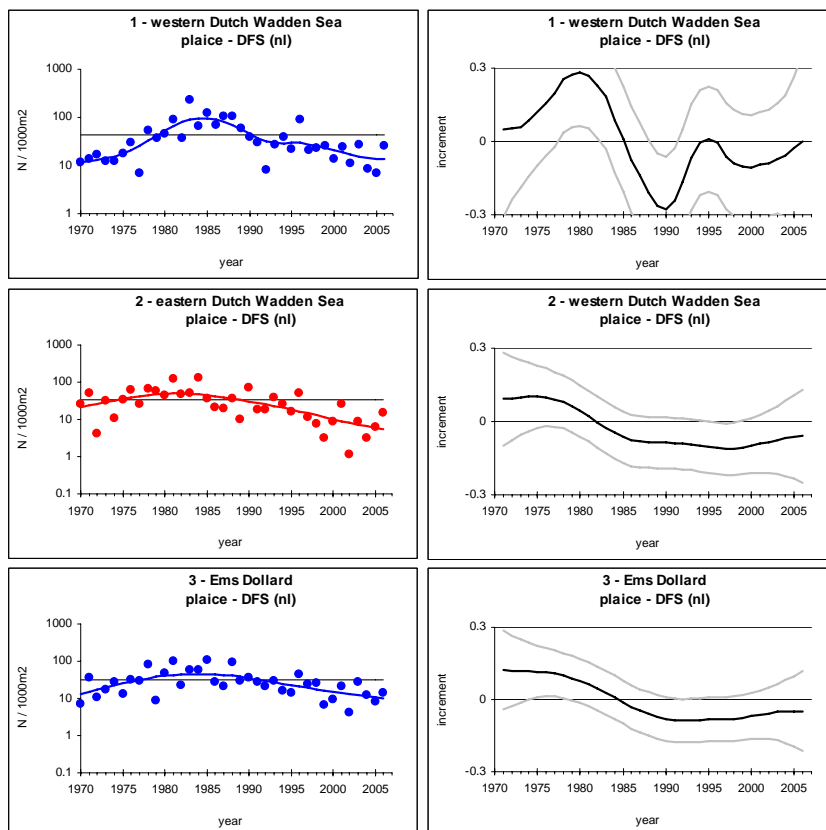 1 - western Dutch Wadden Sea
plaice - DFS (nl)
N / 1000m2
1000
100
10
1
1970 1975 1980 1985 1990 1995 2000 2005
year
1 - western Dutch Wadden Sea
plaice - DFS (nl)
increment
0.3
0
-0.3
1970 1975 1980 1985 1990 1995 2000 2005
year
2 - eastern Dutch Wadden Sea
plaice - DFS (nl)
N / 1000m2
1000
100
10
1
0.1
1970 1975 1980 1985 1990 1995 2000 2005
year
2 - western Dutch Wadden Sea
plaice - DFS (nl)
increment
0.3
0
-0.3
1970 1975 1980 1985 1990 1995 2000 2005
year
3 - Ems Dollard
plaice - DFS (nl)
N / 1000m2
1000
100
10
1
0.1
1970 1975 1980 1985 1990 1995 2000 2005
year
3 - Ems Dollard
plaice - DFS (nl)
increment
0.3
0
-0.3
1970 1975 1980 1985 1990 1995 2000 2005
year